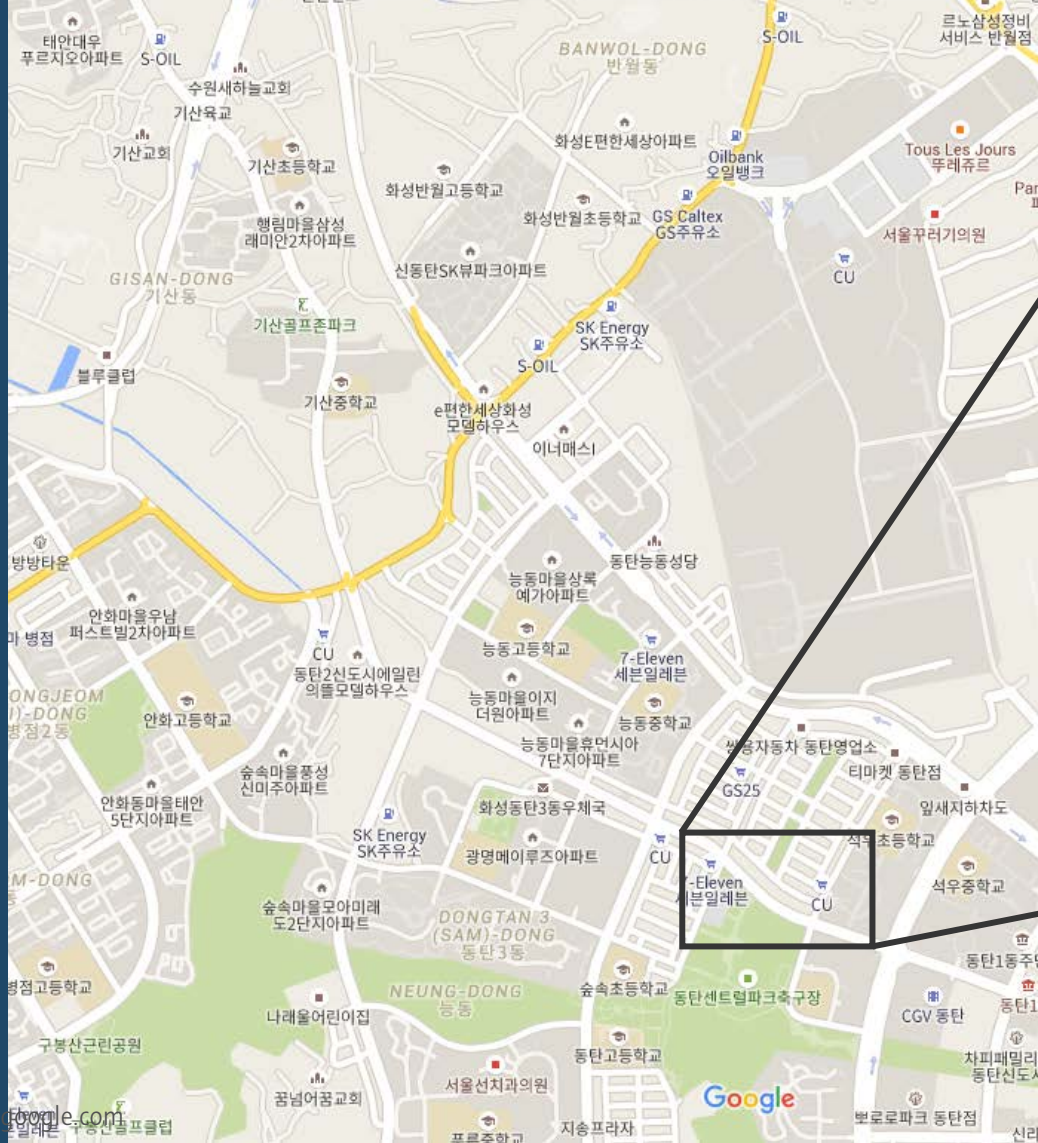 태안대우
푸르지오아파트
S-OIL
수원새하늘교회
기산육교
기산교회
기산초등학교
행림마을삼성
래미안2차아파트
BANWOL-DONG
반월동
S-OIL
르노삼성정비
서비스 반월점
화성E편한세상아파트
Oilbank
오일뱅크
Tous Les Jours
뚜레쥬르
화성반월고등학교
화성반월초등학교
GS Caltex
GS주유소
서울꾸러기의원
CU
신동탄SK뷰파크아파트
GISAN-DONG
기산동
기산골프존파크
SK Energy
SK주유소
S-OIL
블루클럽
기산중학교
e편한세상화성
모델하우스
이너매스I
방방타운
동탄능동성당
능동마을상록
예가아파트
안화마을우남
퍼스트빌2차아파트
병점
CU
동탄2신도시에일린
의뜰모델하우스
능동고등학교
7-Eleven
세븐일레븐
능동마을이지
더원아파트
능동중학교
안화고등학교
능동마을휴먼시아
7단지아파트
쌍용자동차 동탄영업소
티마켓 동탄점
숲속마을풍성
신미주아파트
GS25
안화동마을태안
5단지아파트
화성동탄3동우체국
잎새지하차도
SK Energy
SK주유소
광명메이루즈아파트
CU
석우초등학교
7-Eleven
세븐일레븐
CU
석우중학교
숲속마을모아미래
도2단지아파트
DONGTAN 3
(SAM)-DONG
동탄3동
병점고등학교
나래울어린이집
NEUNG-DONG
능동
숲속초등학교
동탄센트럴파크축구장
CGV 동탄
구봉산근린공원
동탄고등학교
서울선치과의원
꿈넘어꿈교회
Google
뽀로로파크 동탄점
google.com
구봉산골프클럽
푸른중학교
지송프라자